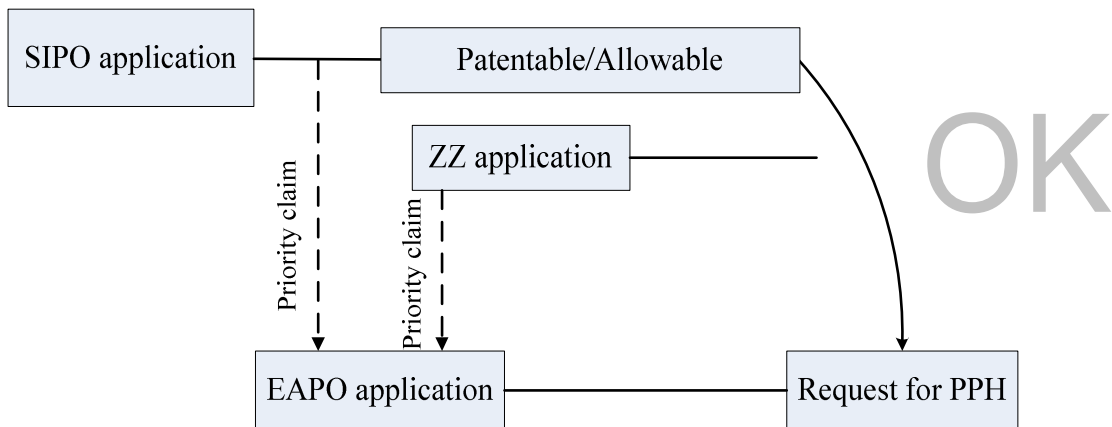 SIPO application
Patentable/Allowable
OK
ZZ application
Priority claim
Priority claim
EAPO application
Request for PPH